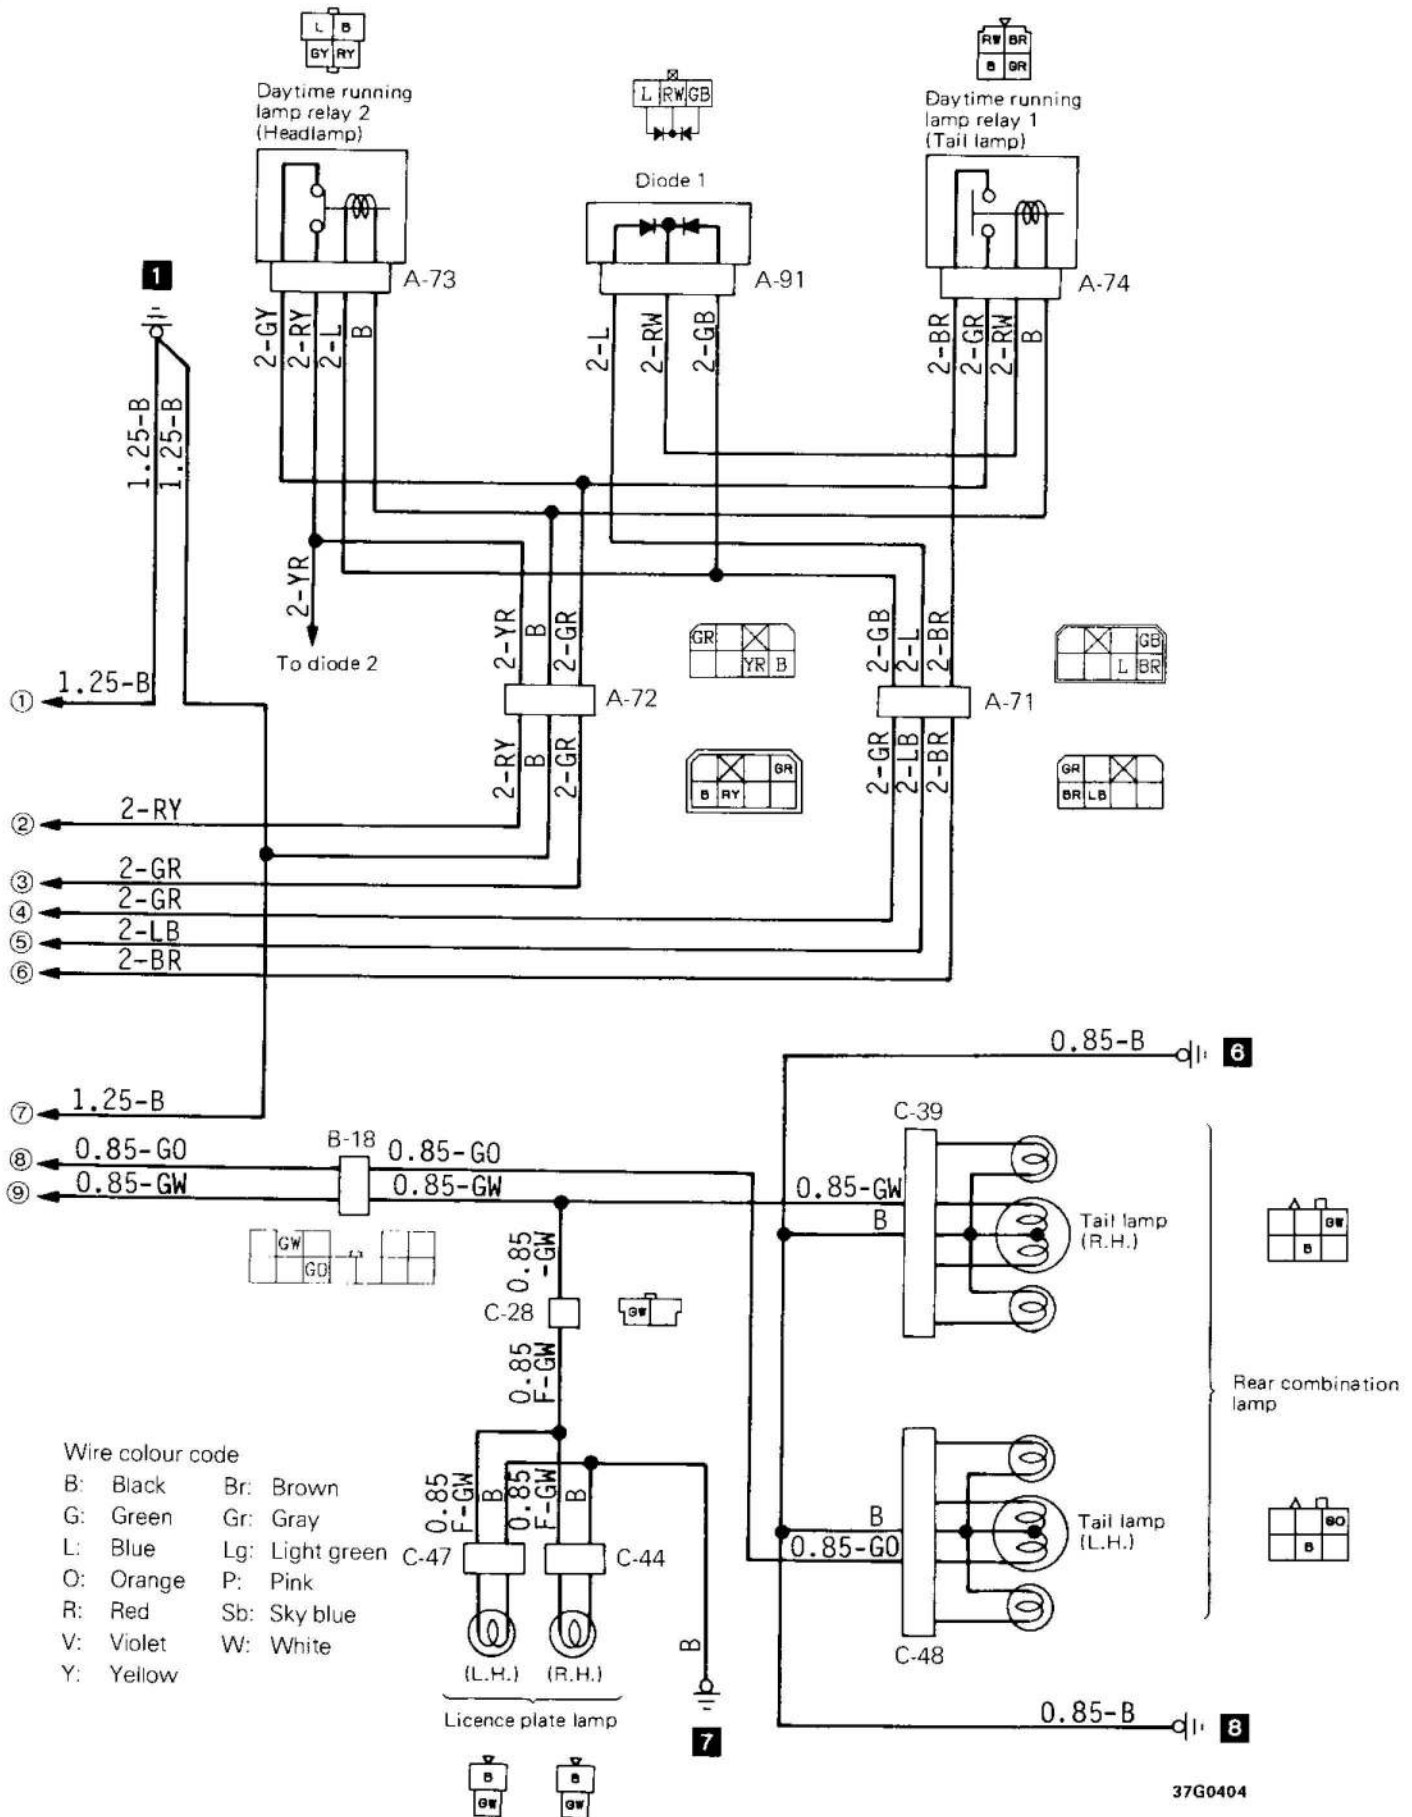 L B
GY RY
Daytime running
lamp relay 2
(Headlamp)
A-73
L RW GB
Diode 1
A-91
RW BR
B GR
Daytime running
lamp relay 1
(Tail lamp)
A-74
1
1.25-B
1.25-B
2-GY
2-RY
2-L
B
2-L
2-RW
2-GB
2-BR
2-GR
2-RW
B
2-YR
To diode 2
2-YR
B
2-GR
A-72
2-RY
B
2-GR
GR
YR B
GR
B RY
2-GB
2-L
2-BR
A-71
2-GR
2-LB
2-BR
GB
L BR
GR
BR LB
① 1.25-B
② 2-RY
③ 2-GR
④ 2-GR
⑤ 2-LB
⑥ 2-BR
⑦ 1.25-B
⑧ 0.85-GO B-18 0.85-GO
⑨ 0.85-GW 0.85-GW
GW
GO
0.85-B 6
C-39
0.85-GW
B
Tail lamp
(R.H.)
GW
B
0.85
-GW
C-28
GW
0.85
F-GW
Rear combination
lamp
B
0.85-GO
Tail lamp
(L.H.)
GO
B
C-48
0.85-B 8
0.85
F-GW
B
0.85
F-GW
B
C-47
C-44
(L.H.) (R.H.)
Licence plate lamp
B
7
B
GW
B
GW
Wire colour code
B: Black Br: Brown
G: Green Gr: Gray
L: Blue Lg: Light green
O: Orange P: Pink
R: Red Sb: Sky blue
V: Violet W: White
Y: Yellow
37G0404